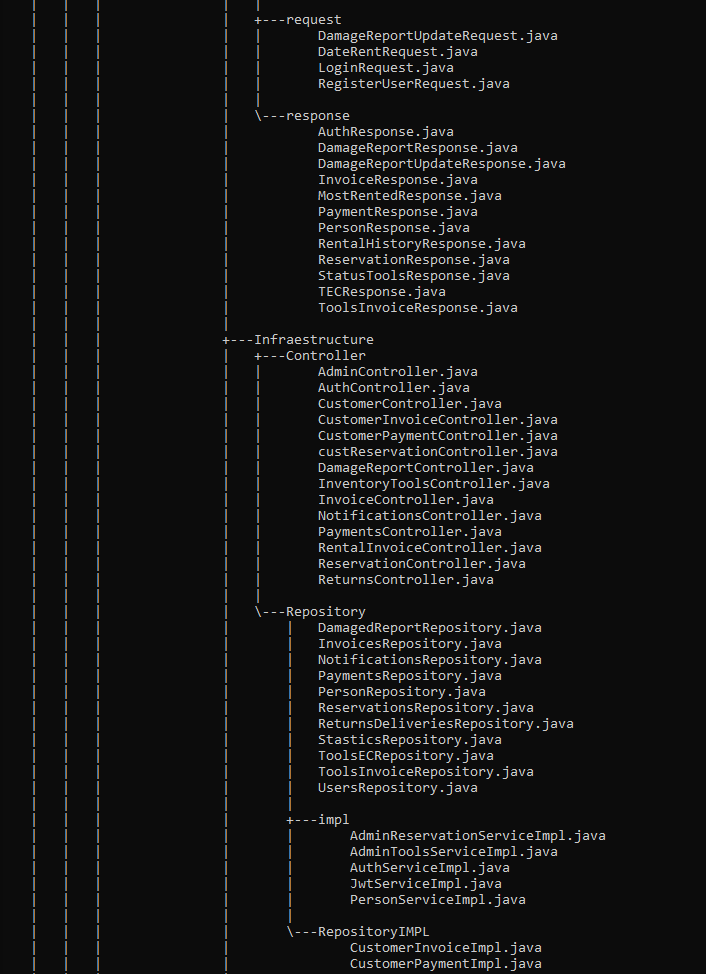 |   |   |               |   |
|   |   |               |   +---request
|   |   |               |   |      DamageReportUpdateRequest.java
|   |   |               |   |      DateRentRequest.java
|   |   |               |   |      LoginRequest.java
|   |   |               |   |      RegisterUserRequest.java
|   |   |               |   |
|   |   |               |   \---response
|   |   |               |          AuthResponse.java
|   |   |               |          DamageReportResponse.java
|   |   |               |          DamageReportUpdateResponse.java
|   |   |               |          InvoiceResponse.java
|   |   |               |          MostRentedResponse.java
|   |   |               |          PaymentResponse.java
|   |   |               |          PersonResponse.java
|   |   |               |          RentalHistoryResponse.java
|   |   |               |          ReservationResponse.java
|   |   |               |          StatusToolsResponse.java
|   |   |               |          TECResponse.java
|   |   |               |          ToolsInvoiceResponse.java
|   |   |               |
|   |   |               +---Infraestructure
|   |   |               |   +---Controller
|   |   |               |   |      AdminController.java
|   |   |               |   |      AuthController.java
|   |   |               |   |      CustomerController.java
|   |   |               |   |      CustomerInvoiceController.java
|   |   |               |   |      CustomerPaymentController.java
|   |   |               |   |      custReservationController.java
|   |   |               |   |      DamageReportController.java
|   |   |               |   |      InventoryToolsController.java
|   |   |               |   |      InvoiceController.java
|   |   |               |   |      NotificationsController.java
|   |   |               |   |      PaymentsController.java
|   |   |               |   |      RentalInvoiceController.java
|   |   |               |   |      ReservationController.java
|   |   |               |   |      ReturnsController.java
|   |   |               |   |
|   |   |               |   \---Repository
|   |   |               |       |  DamagedReportRepository.java
|   |   |               |       |  InvoicesRepository.java
|   |   |               |       |  NotificationsRepository.java
|   |   |               |       |  PaymentsRepository.java
|   |   |               |       |  PersonRepository.java
|   |   |               |       |  ReservationsRepository.java
|   |   |               |       |  ReturnsDeliveriesRepository.java
|   |   |               |       |  StasticsRepository.java
|   |   |               |       |  ToolsECRepository.java
|   |   |               |       |  ToolsInvoiceRepository.java
|   |   |               |       |  UsersRepository.java
|   |   |               |       |
|   |   |               |       +---impl
|   |   |               |       |      AdminReservationServiceImpl.java
|   |   |               |       |      AdminToolsServiceImpl.java
|   |   |               |       |      AuthServiceImpl.java
|   |   |               |       |      JwtServiceImpl.java
|   |   |               |       |      PersonServiceImpl.java
|   |   |               |       |
|   |   |               |       \---RepositoryIMPL
|   |   |               |              CustomerInvoiceImpl.java
|   |   |               |              CustomerPaymentImpl.java